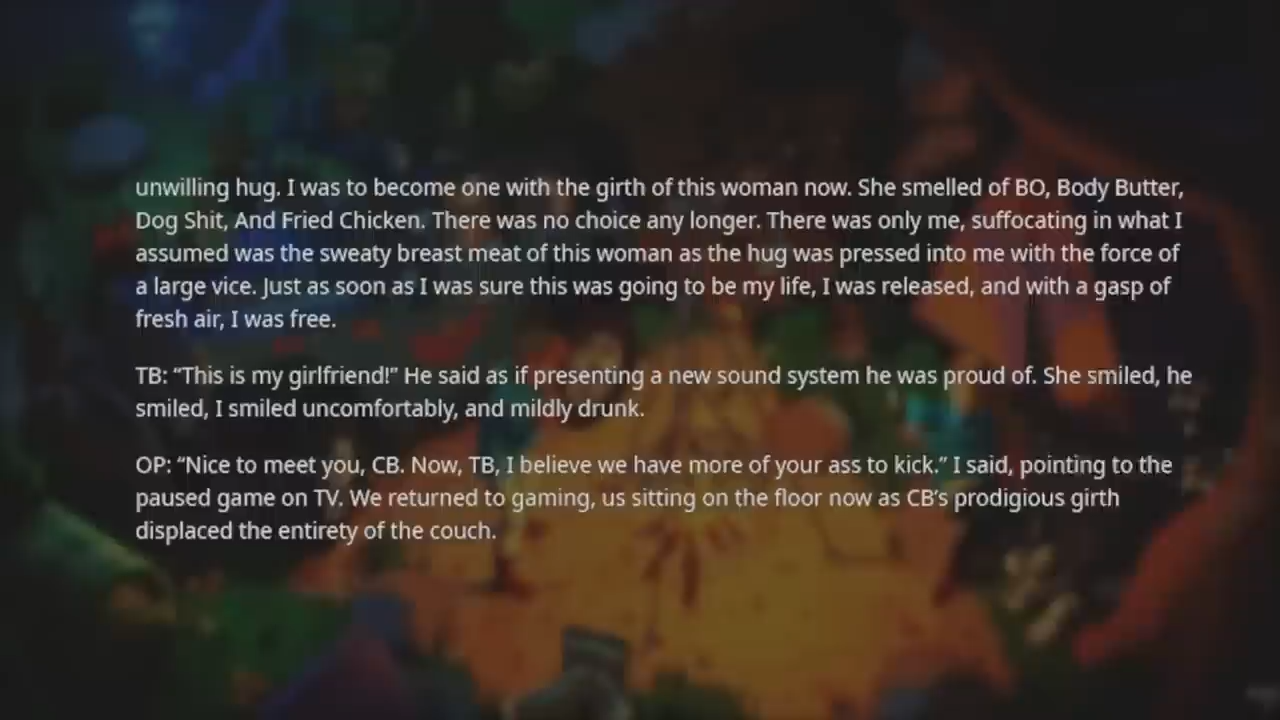 unwilling hug. I was to become one with the girth of this woman now. She smelled of BO, Body Butter,
Dog Shit, And Fried Chicken. There was no choice any longer. There was only me, suffocating in what I
assumed was the sweaty breast meat of this woman as the hug was pressed into me with the force of
a large vice. Just as soon as I was sure this was going to be my life, I was released, and with a gasp of
fresh air, I was free.
TB: “This is my girlfriend!” He said as if presenting a new sound system he was proud of. She smiled, he
smiled, I smiled uncomfortably, and mildly drunk.
OP: “Nice to meet you, CB. Now, TB, I believe we have more of your ass to kick.” I said, pointing to the
paused game on TV. We returned to gaming, us sitting on the floor now as CB’s prodigious girth
displaced the entirety of the couch.